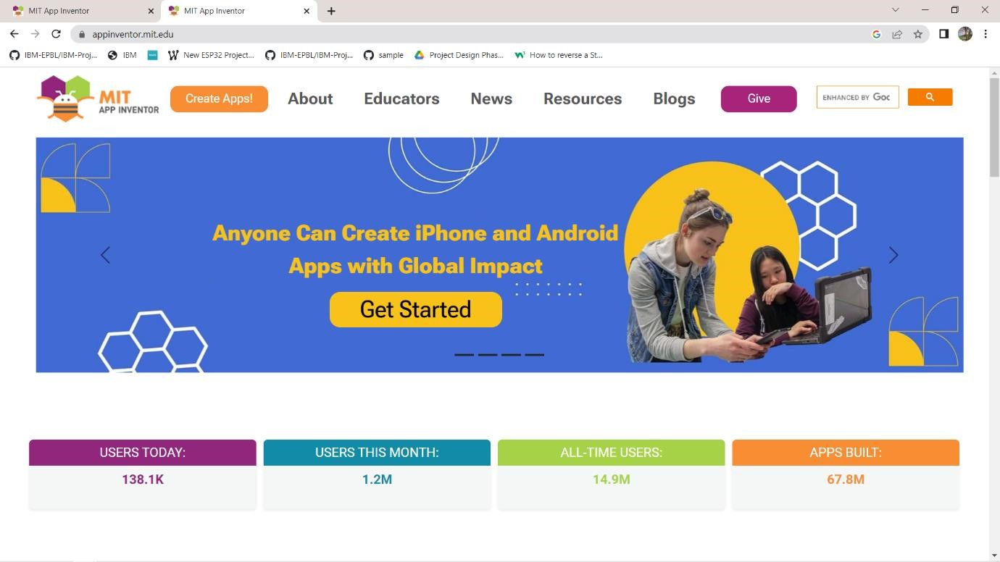 MIT App Inventor
MIT App Inventor
appinventor.mit.edu
IBM-EPBL/IBM-Proj...
IBM
New ESP32 Project...
IBM-EPBL/IBM-Proj...
sample
Project Design Phas...
How to reverse a St...
MIT
APP INVENTOR
Create Apps!
About
Educators
News
Resources
Blogs
Give
ENHANCED BY Goo
Anyone Can Create iPhone and Android
Apps with Global Impact
Get Started
USERS TODAY:
USERS THIS MONTH:
ALL-TIME USERS:
APPS BUILT:
138.1K
1.2M
14.9M
67.8M